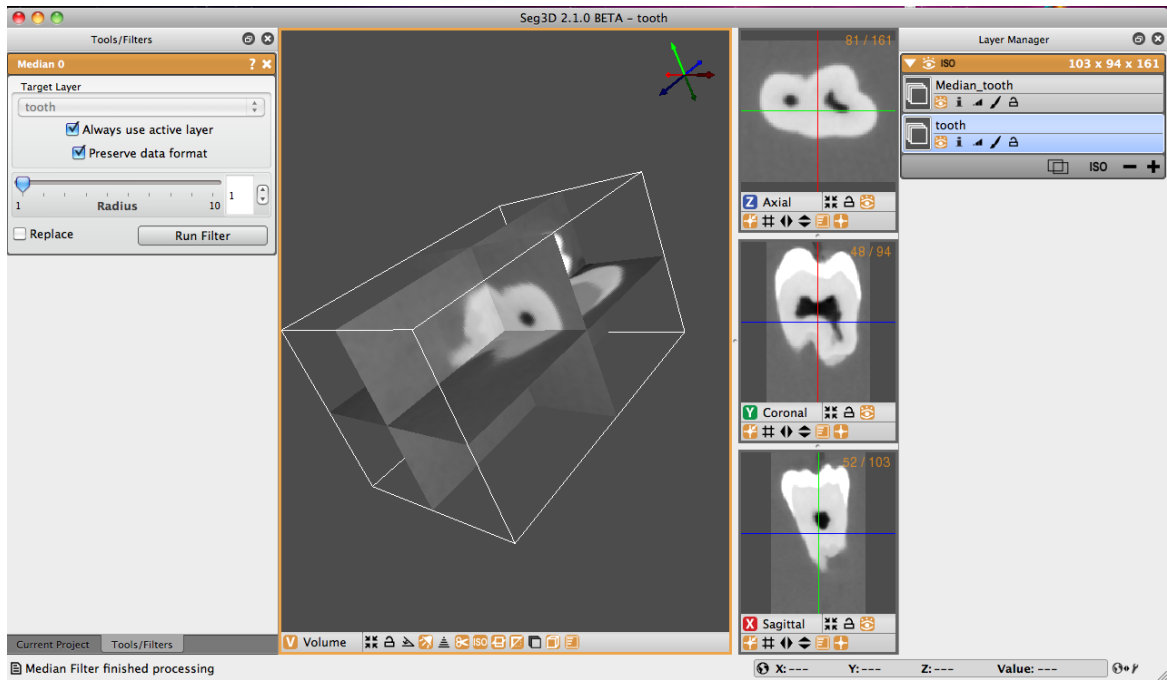 Seg3D 2.1.0 BETA – tooth
Tools/Filters
Median 0
?
Target Layer
tooth
Always use active layer
Preserve data format
1
Radius
10
1
Replace
Run Filter
Current Project
Tools/Filters
V Volume
ISO
81 / 161
Z Axial
48 / 94
Y Coronal
52 / 103
X Sagittal
Layer Manager
ISO
103 x 94 x 161
Median_tooth
i
tooth
i
ISO
Median Filter finished processing
X: ---
Y: ---
Z: ---
Value: ---